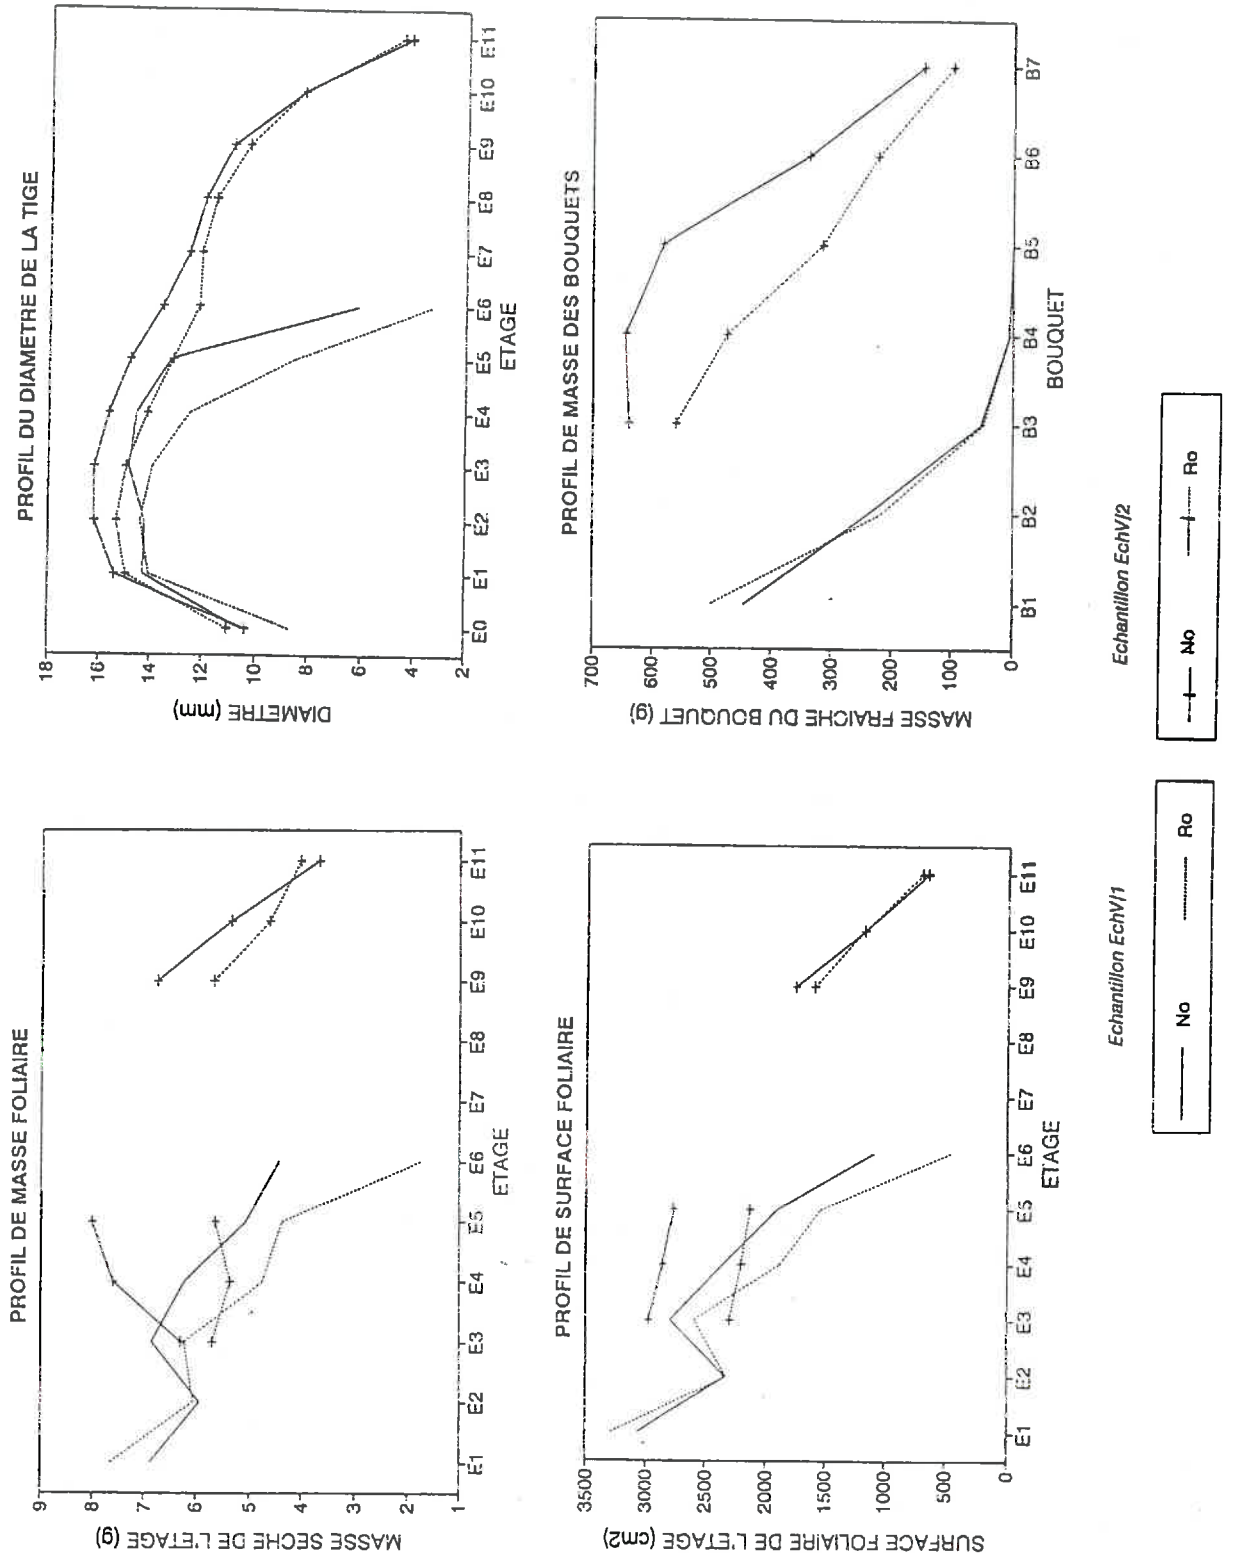 PROFIL DE MASSE FOLIAIRE
MASSE SECHE DE L'ETAGE (g)
9
8
7
6
5
4
3
2
1
E1 E2 E3 E4 E5 E6 E7 E8 E9 E10 E11
ETAGE
PROFIL DU DIAMETRE DE LA TIGE
DIAMETRE (mm)
18
16
14
12
10
8
6
4
2
E0 E1 E2 E3 E4 E5 E6 E7 E8 E9 E10 E11
ETAGE
PROFIL DE SURFACE FOLIAIRE
SURFACE FOLIAIRE DE L'ETAGE (cm2)
3500
3000
2500
2000
1500
1000
500
0
E1 E2 E3 E4 E5 E6 E7 E8 E9 E10 E11
ETAGE
PROFIL DE MASSE DES BOUQUETS
MASSE FRAICHE DU BOUQUET (g)
700
600
500
400
300
200
100
0
B1 B2 B3 B4 B5 B6 B7
BOUQUET
Echantillon EchV/1
No Ro
Echantillon EchV/2
No Ro